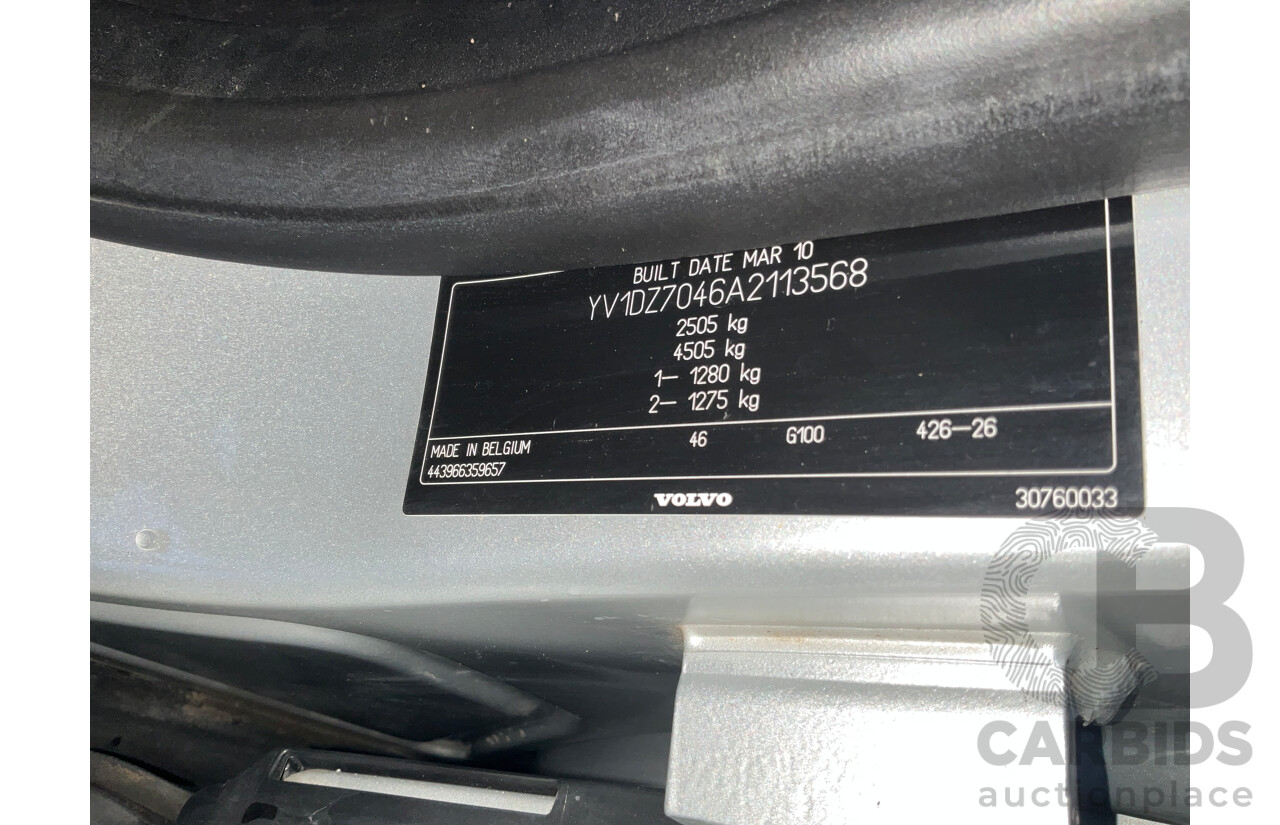 BUILT DATE MAR 10
YV1DZ7046A2113568
2505 kg
4505 kg
1— 1280 kg
2— 1275 kg
MADE IN BELGIUM 46 G100 426—26
443966359657
VOLVO 30760033
CB
CARBIDS
auctionplace